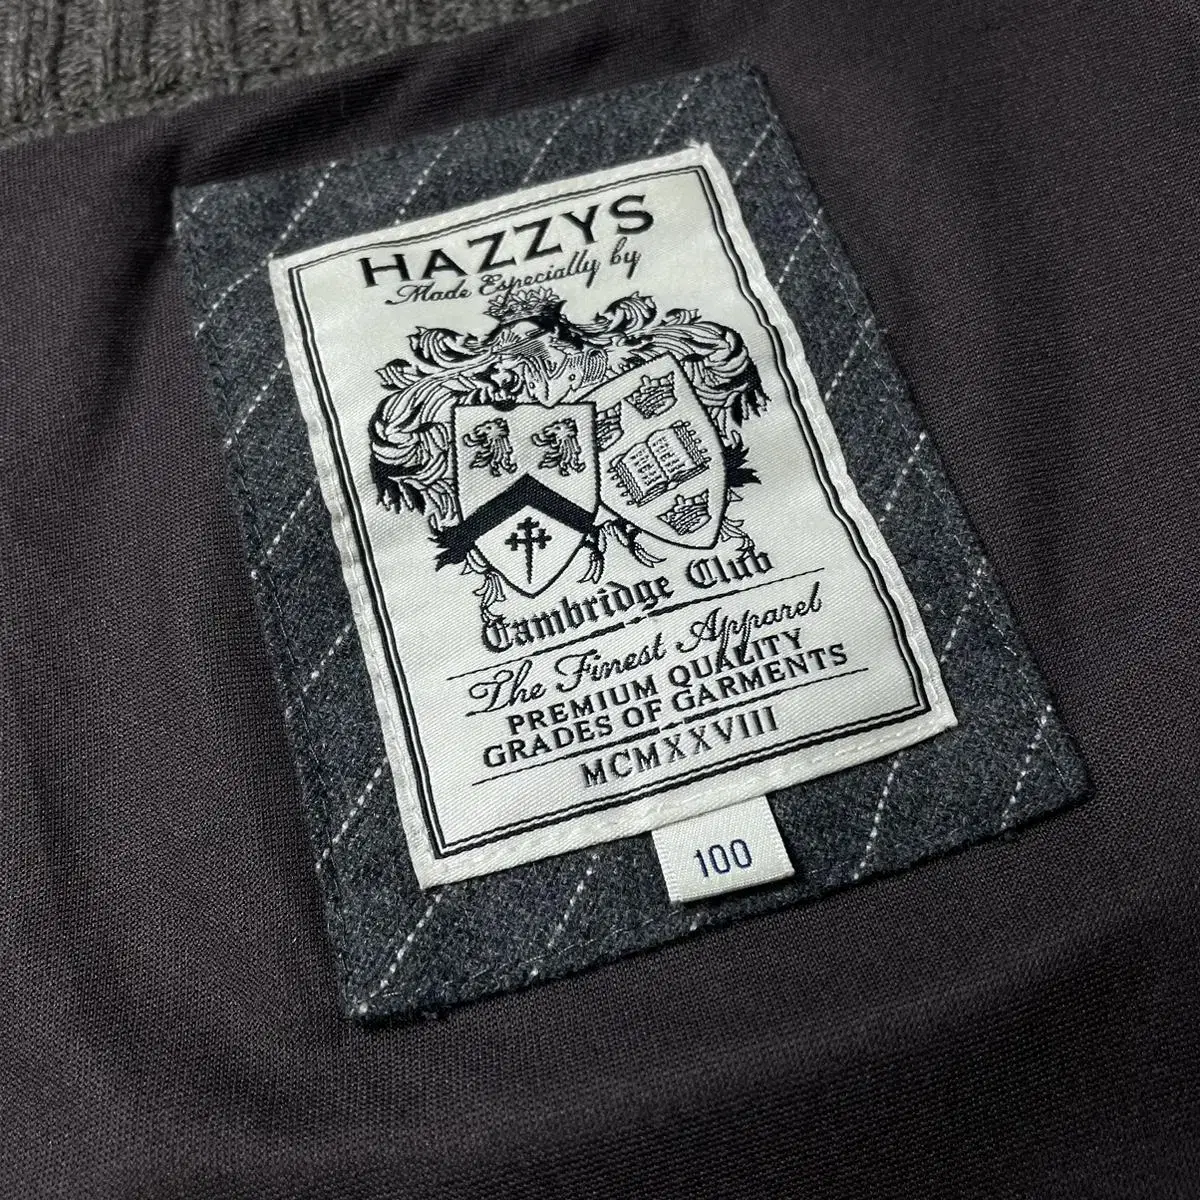 HAZZYS
Made Especially by
Cambridge Club
The Finest Apparel
PREMIUM QUALITY
GRADES OF GARMENTS
MCMXXVIII
100